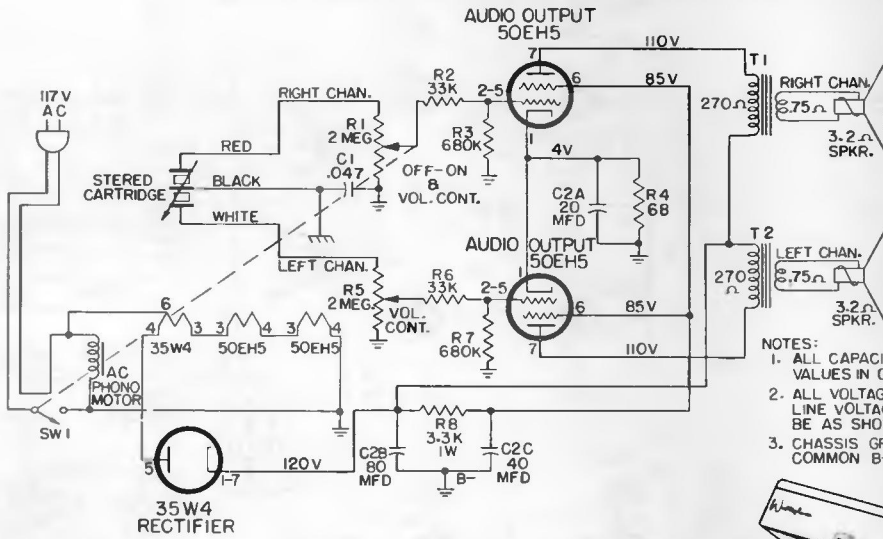 AUDIO OUTPUT
50EH5
7
110V
T1
6
85V
R2
33K
2-5
117V
AC
RIGHT CHAN.
R1
2 MEG.
R3
680K
1
270Ω
RIGHT CHAN.
.75Ω
3.2Ω
SPKR.
RED
C1
.047
4V
STERED
CARTRIDGE
BLACK
OFF-ON
&
VOL. CONT.
C2A
20
MFD
R4
68
WHITE
AUDIO OUTPUT
50EH5
T2
LEFT CHAN.
R5
2 MEG.
R6
33K
1
2-5
6
85V
270
Ω
LEFT CHAN.
.75Ω
3.2Ω
SPKR.
VOL.
CONT.
R7
680K
7
110V
6
4
3
3
4
3
4
35W4
50EH5
50EH5
AC
PHONO
MOTOR
SW1
NOTES:
1. ALL CAPACI
VALUES IN
2. ALL VOLTAG
LINE VOLTA
BE AS SHO
3. CHASSIS GR
COMMON B-
R8
3.3K
1W
5
1-7
120V
C2B
80
MFD
B-
C2C
40
MFD
35W4
RECTIFIER